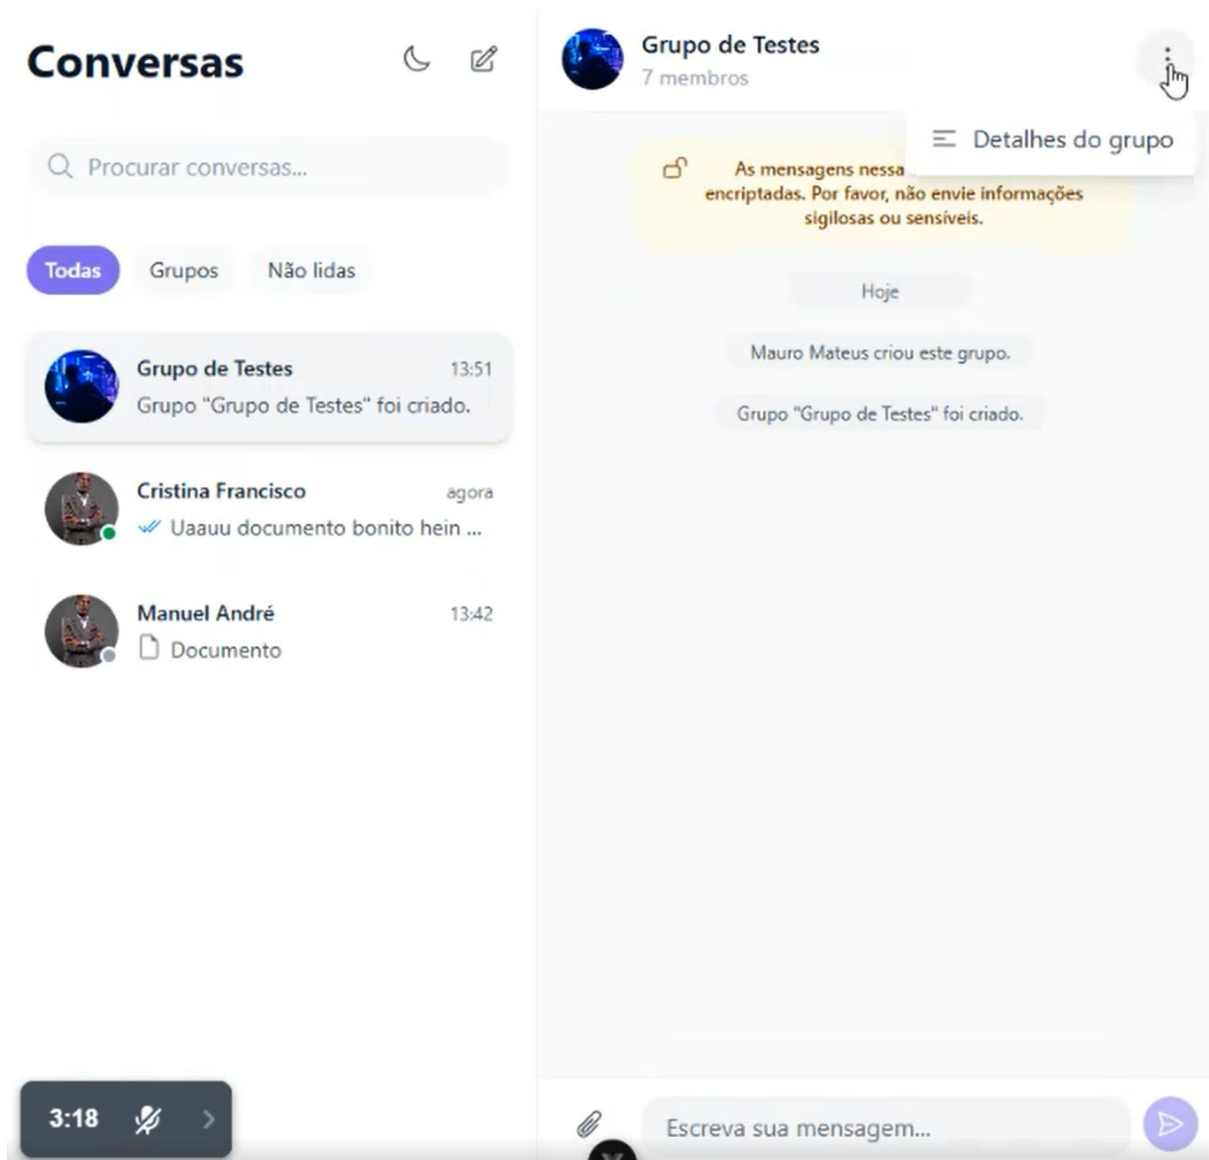 Conversas
Procurar conversas...
Todas
Grupos
Não lidas
Grupo de Testes
13:51
Grupo "Grupo de Testes" foi criado.
Cristina Francisco
agora
Uaauu documento bonito hein ...
Manuel André
13:42
Documento
3:18
Grupo de Testes
7 membros
Detalhes do grupo
As mensagens nessa
encriptadas. Por favor, não envie informações
sigilosas ou sensíveis.
Hoje
Mauro Mateus criou este grupo.
Grupo "Grupo de Testes" foi criado.
Escreva sua mensagem...